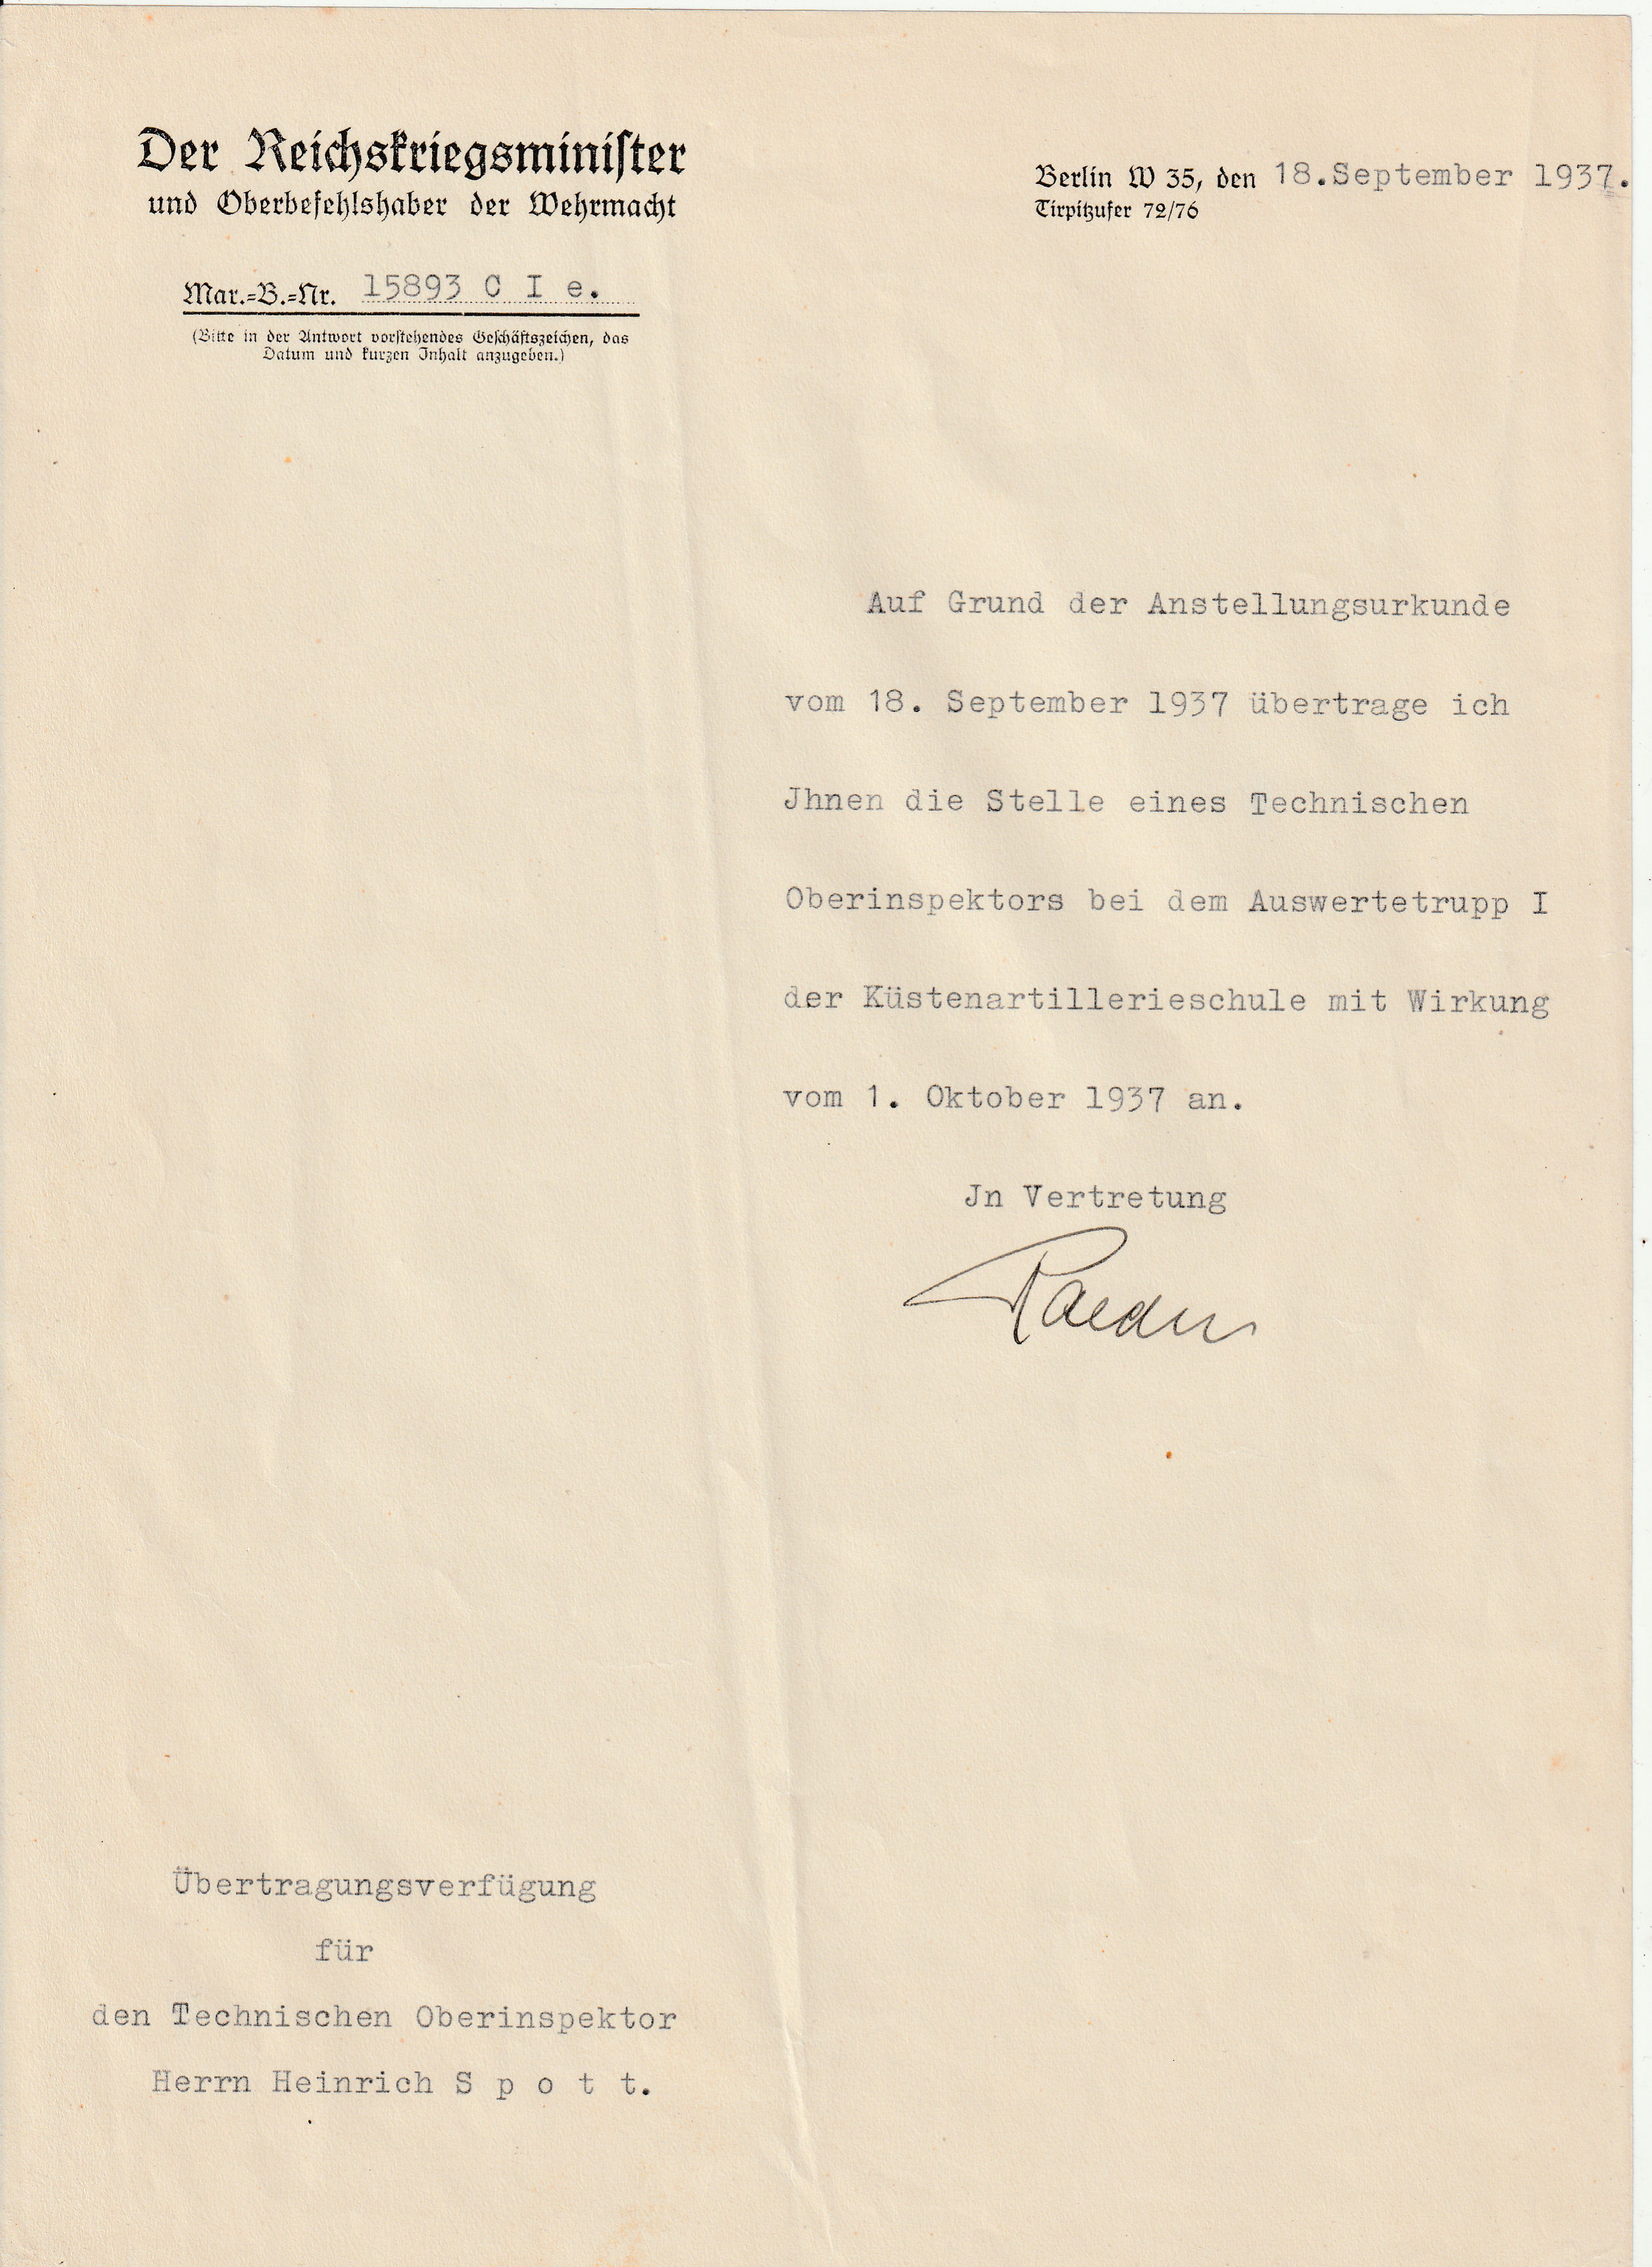 Der Reichskriegsminister
und Oberbefehlshaber der Wehrmacht
Berlin W 35, den 18.September 1937.
Tirpitzufer 72/76
Mar.=B.=Nr. 15893 C I e.
(Bitte in der Antwort vorstehendes Geschäftszeichen, das
Datum und kurzen Inhalt anzugeben.)
Auf Grund der Anstellungsurkunde
vom 18. September 1937 übertrage ich
Jhnen die Stelle eines Technischen
Oberinspektors bei dem Auswertetrupp I
der Küstenartillerieschule mit Wirkung
vom 1. Oktober 1937 an.
Jn Vertretung
Raeder
Übertragungsverfügung
für
den Technischen Oberinspektor
Herrn Heinrich S p o t t.